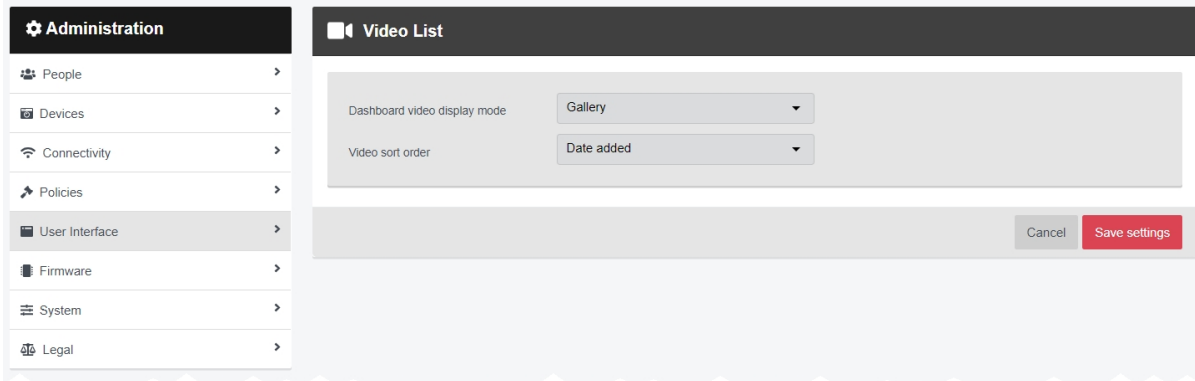 Administration
People
Devices
Connectivity
Policies
User Interface
Firmware
System
Legal
Video List
Dashboard video display mode
Gallery
Video sort order
Date added
Cancel
Save settings